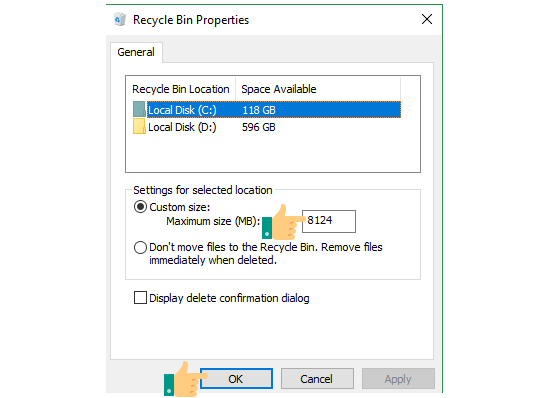 Recycle Bin Properties
General
Recycle Bin Location Space Available
Local Disk (C:) 118 GB
Local Disk (D:) 596 GB
Settings for selected location
Custom size:
Maximum size (MB): 8124
Don't move files to the Recycle Bin. Remove files
immediately when deleted.
Display delete confirmation dialog
OK Cancel Apply